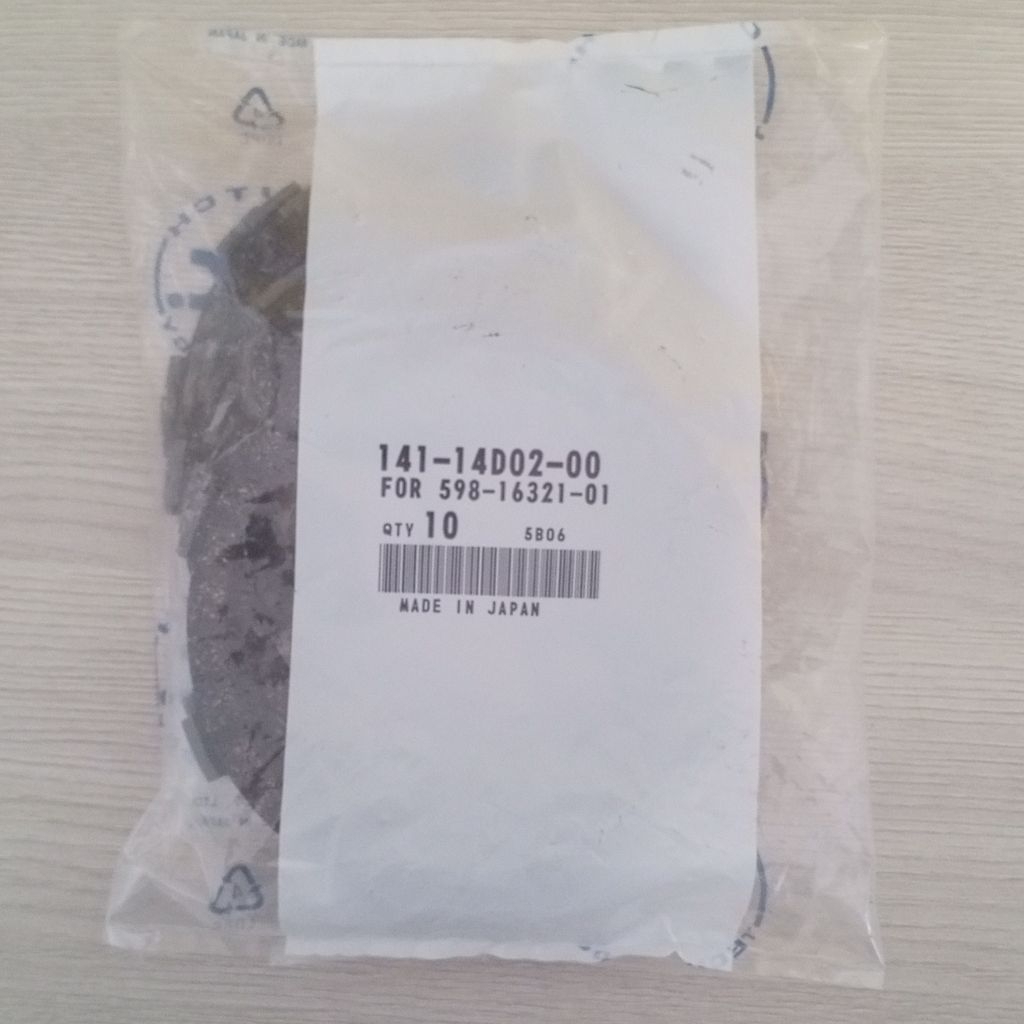 141-14D02-00
FOR 598-16321-01
QTY 10 5B06
MADE IN JAPAN